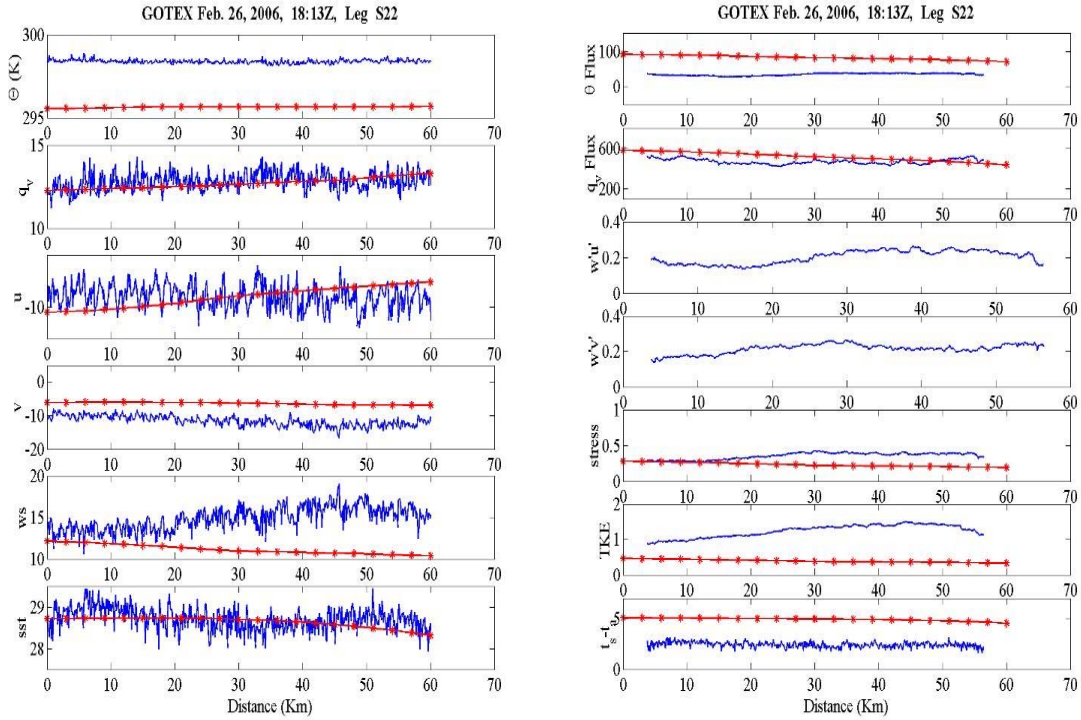 GOTEX Feb. 26, 2006, 18:13Z, Leg S22
300
Θ (K)
295
0 10 20 30 40 50 60 70
15
q_v
10
0 10 20 30 40 50 60 70
u
-10
0 10 20 30 40 50 60 70
0
v
-10
-20
0 10 20 30 40 50 60 70
20
ws
15
10
0 10 20 30 40 50 60 70
29
sst
28
0 10 20 30 40 50 60 70
Distance (Km)
GOTEX Feb. 26, 2006, 18:13Z, Leg S22
100
θ Flux
0
0 10 20 30 40 50 60 70
600
q_v Flux
200
0 10 20 30 40 50 60 70
0.4
w'u'
0.2
0
0 10 20 30 40 50 60
0.4
w'v'
0.2
0
0 10 20 30 40 50 60
1
stress
0.5
0
0 10 20 30 40 50 60 70
2
TKE
1
0
0 10 20 30 40 50 60 70
5
t_s-t_a
0
0 10 20 30 40 50 60 70
Distance (Km)